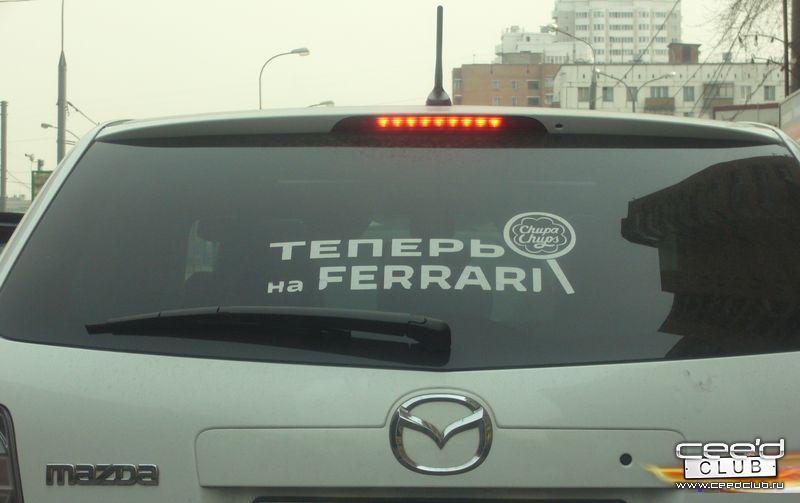 Chupa
Chups
ТЕПЕРЬ
на FERRARI
mazda
cee'd
CLUB
www.ceedclub.ru